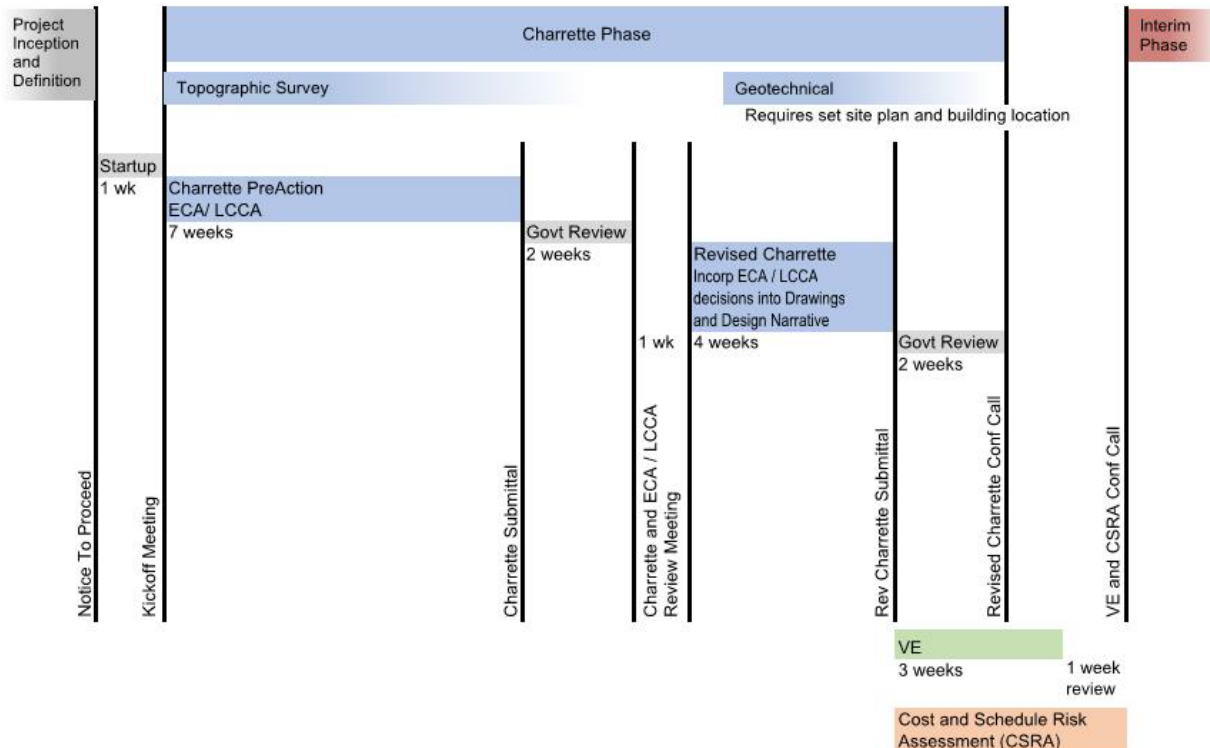 Project
Inception
and
Definition
Charrette Phase
Interim
Phase
Topographic Survey
Geotechnical
Requires set site plan and building location
Startup
1 wk
Charrette PreAction
ECA/ LCCA
7 weeks
Govt Review
2 weeks
Revised Charrette
Incorp ECA / LCCA
decisions into Drawings
and Design Narrative
1 wk
4 weeks
Govt Review
2 weeks
Notice To Proceed
Kickoff Meeting
Charrette Submittal
Charrette and ECA / LCCA
Review Meeting
Rev Charrette Submittal
Revised Charrette Conf Call
VE and CSRA Conf Call
VE
3 weeks
1 week
review
Cost and Schedule Risk
Assessment (CSRA)